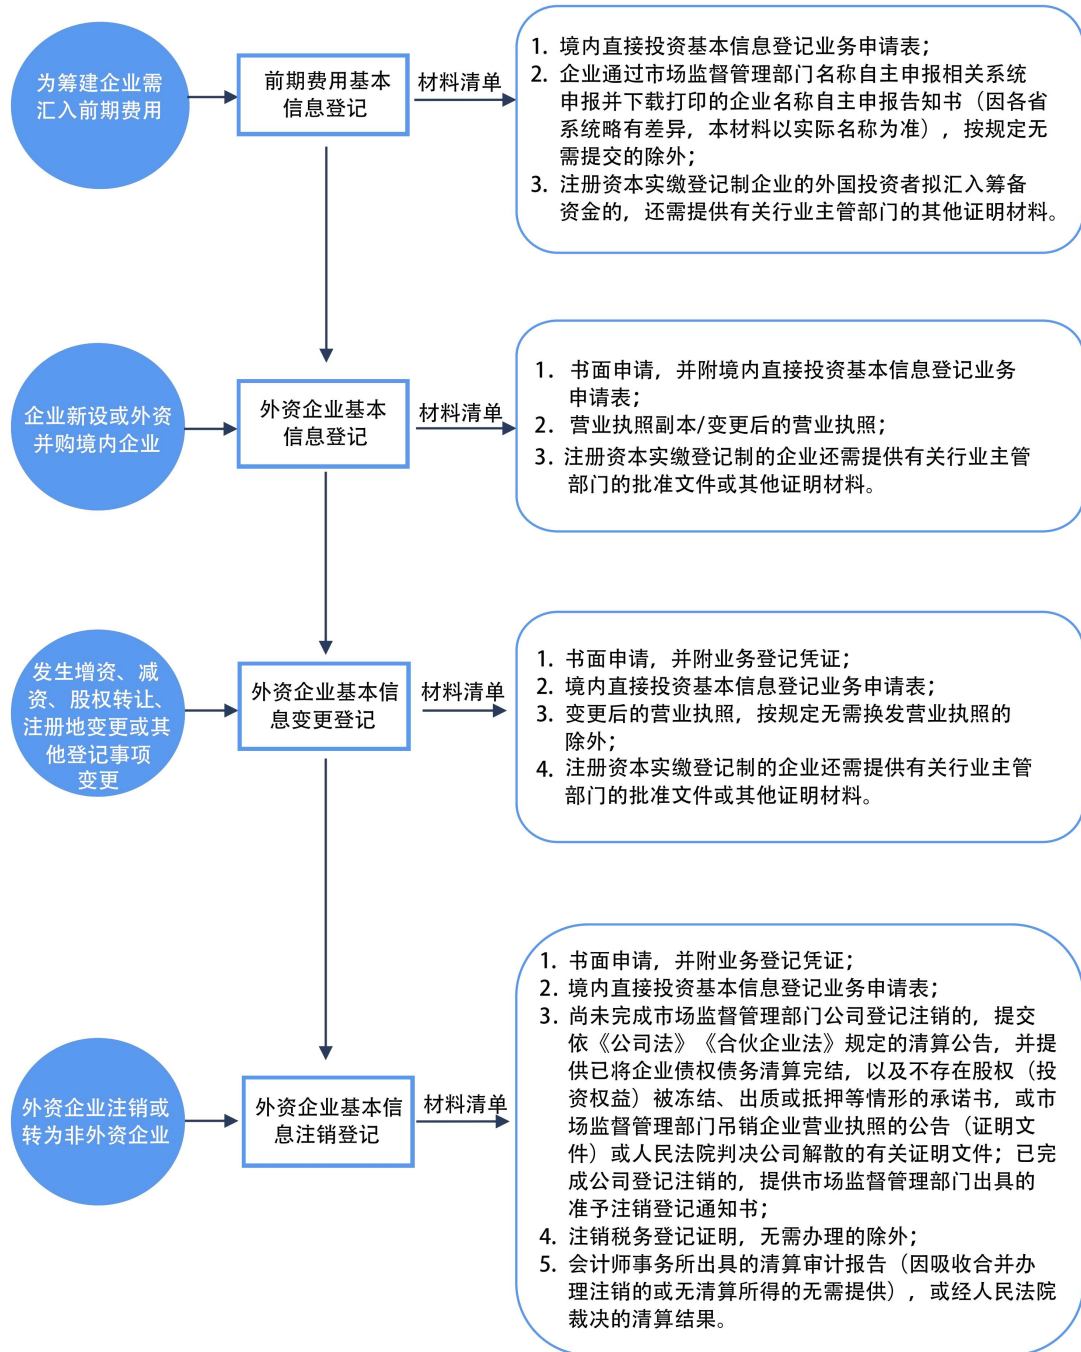 为筹建企业需
汇入前期费用
前期费用基本
信息登记
材料清单
1. 境内直接投资基本信息登记业务申请表；
2. 企业通过市场监督管理部门名称自主申报相关系统
申报并下载打印的企业名称自主申报告知书（因各省
系统略有差异，本材料以实际名称为准），按规定无
需提交的除外；
3. 注册资本实缴登记制企业的外国投资者拟汇入筹备
资金的，还需提供有关行业主管部门的其他证明材料。
企业新设或外资
并购境内企业
外资企业基本
信息登记
材料清单
1. 书面申请，并附境内直接投资基本信息登记业务
申请表；
2. 营业执照副本/变更后的营业执照；
3. 注册资本实缴登记制的企业还需提供有关行业主管
部门的批准文件或其他证明材料。
发生增资、减
资、股权转让、
注册地变更或其
他登记事项
变更
外资企业基本信
息变更登记
材料清单
1. 书面申请，并附业务登记凭证；
2. 境内直接投资基本信息登记业务申请表；
3. 变更后的营业执照，按规定无需换发营业执照的
除外；
4. 注册资本实缴登记制的企业还需提供有关行业主管
部门的批准文件或其他证明材料。
外资企业注销或
转为非外资企业
外资企业基本信
息注销登记
材料清单
1. 书面申请，并附业务登记凭证；
2. 境内直接投资基本信息登记业务申请表；
3. 尚未完成市场监督管理部门公司登记注销的，提交
依《公司法》《合伙企业法》规定的清算公告，并提
供已将企业债权债务清算完结，以及不存在股权（投
资权益）被冻结、出质或抵押等情形的承诺书，或市
场监督管理部门吊销企业营业执照的公告（证明文
件）或人民法院判决公司解散的有关证明文件；已完
成公司登记注销的，提供市场监督管理部门出具的
准予注销登记通知书；
4. 注销税务登记证明，无需办理的除外；
5. 会计师事务所出具的清算审计报告（因吸收合并办
理注销的或无清算所得的无需提供），或经人民法院
裁决的清算结果。